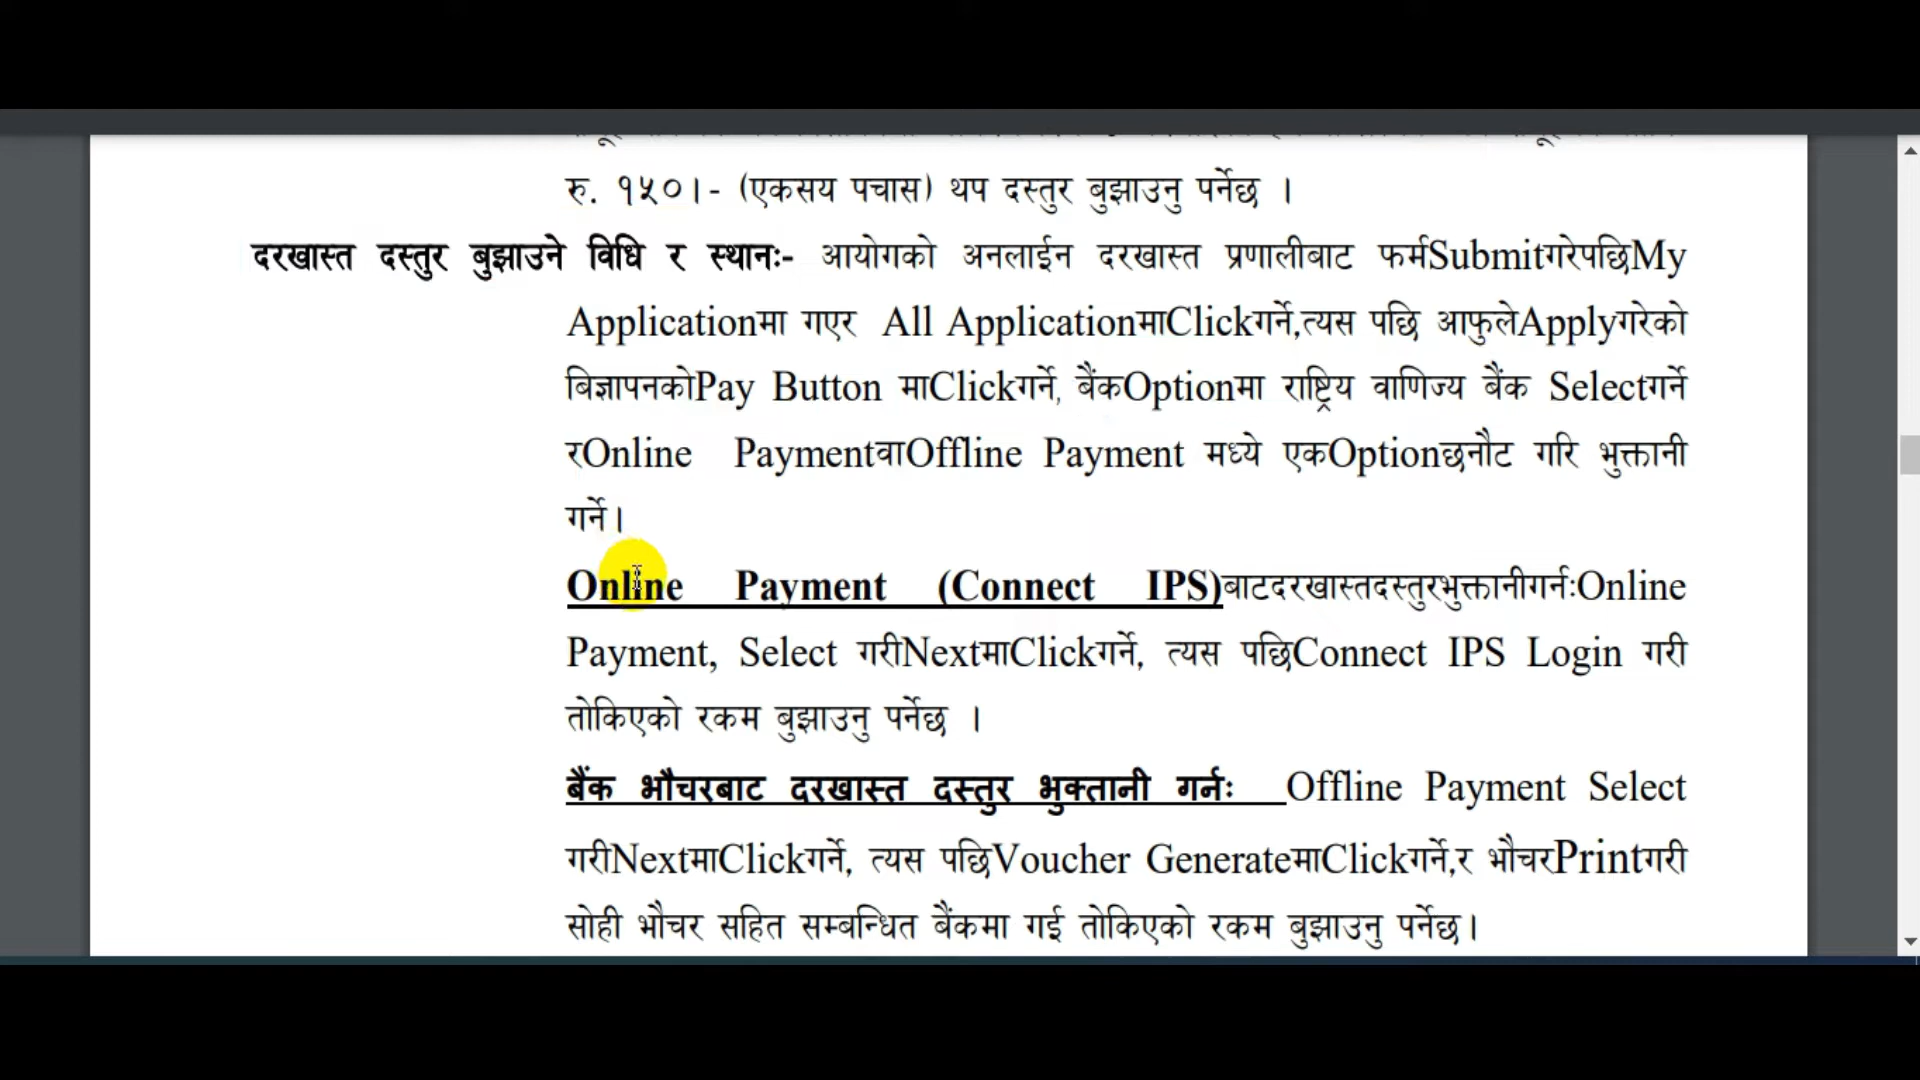 रु. १५०।- (एकसय पचास) थप दस्तुर बुझाउनु पर्नेछ ।
दरखास्त दस्तुर बुझाउने विधि र स्थानः- आयोगको अनलाईन दरखास्त प्रणालीबाट फर्मSubmitगरेपछिMy
Applicationमा गएर All ApplicationमाClickगर्ने,त्यस पछि आफुलेApplyगरेको
बिज्ञापनकोPay Button माClickगर्ने, बैंकOptionमा राष्ट्रिय वाणिज्य बैंक Selectगर्ने
रOnline PaymentवाOffline Payment मध्ये एकOptionछनौट गरि भुक्तानी
गर्ने।
Online Payment (Connect IPS)बाटदरखास्तदस्तुरभुक्तानीगर्नःOnline
Payment, Select गरीNextमाClickगर्ने, त्यस पछिConnect IPS Login गरी
तोकिएको रकम बुझाउनु पर्नेछ ।
बैंक भौचरबाट दरखास्त दस्तुर भुक्तानी गर्नः Offline Payment Select
गरीNextमाClickगर्ने, त्यस पछिVoucher GenerateमाClickगर्ने,र भौचरPrintगरी
सोही भौचर सहित सम्बन्धित बैंकमा गई तोकिएको रकम बुझाउनु पर्नेछ।